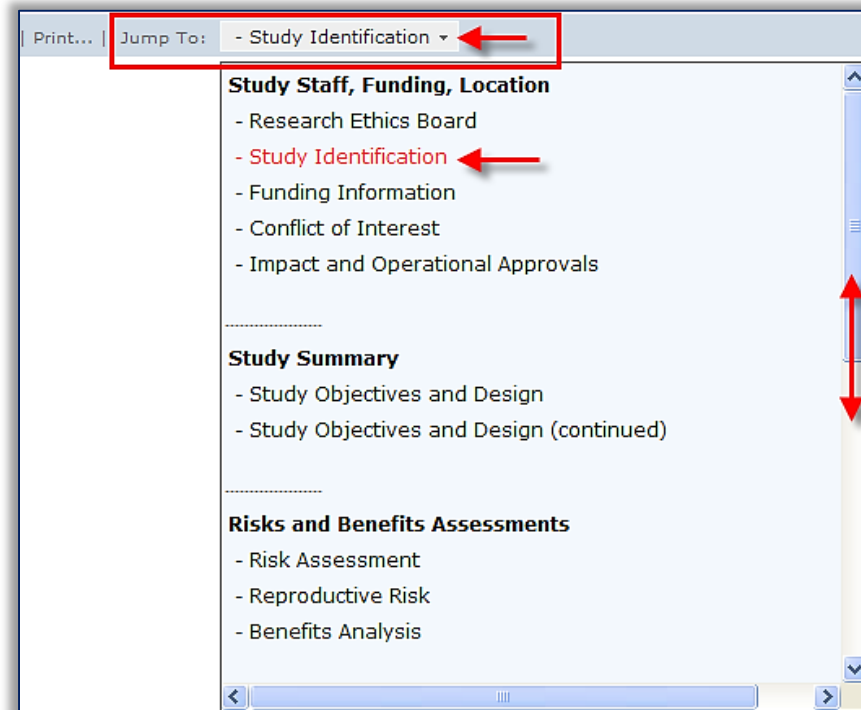 | Print... | Jump To: - Study Identification
Study Staff, Funding, Location
- Research Ethics Board
- Study Identification
- Funding Information
- Conflict of Interest
- Impact and Operational Approvals
--------------------
Study Summary
- Study Objectives and Design
- Study Objectives and Design (continued)
--------------------
Risks and Benefits Assessments
- Risk Assessment
- Reproductive Risk
- Benefits Analysis